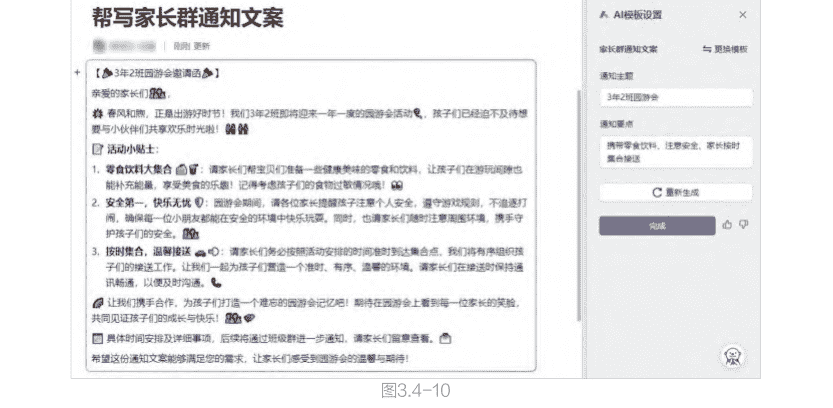 帮写家长群通知文案
刚刚 更新
【3年2班园游会邀请函】
亲爱的家长们,
春风和煦,正是出游好时节!我们3年2班即将迎来一年一度的园游会活动,孩子们已经迫不及待想
要与小伙伴们共享欢乐时光啦!
活动小贴士:
1. 零食饮料大集合:请家长们帮宝贝们准备一些健康美味的零食和饮料,让孩子们在游玩间隙也
能补充能量,享受美食的乐趣!记得考虑孩子们的食物过敏情况哦!
2. 安全第一,快乐无忧:园游会期间,请各位家长提醒孩子注意个人安全,遵守游戏规则,不追逐打
闹,确保每一位小朋友都能在安全的环境中快乐玩耍。同时,也请家长们随时注意周围环境,携手守
护孩子们的安全。
3. 按时集合,温馨接送:请家长们务必按照活动安排的时间准时到达集合点,我们将有序组织孩
子们的接送工作。让我们一起为孩子们营造一个准时、有序、温馨的环境。请家长们在接送时保持通
讯畅通,以便及时沟通。
让我们携手合作,为孩子们打造一个难忘的园游会记忆吧!期待在园游会上看到每一位家长的笑脸,
共同见证孩子们的成长与快乐!
具体时间安排及详细事项,后续将通过班级群进一步通知,请家长们留意查看。
希望这份通知文案能够满足您的需求,让家长们感受到园游会的温馨与期待!
AI模板设置
家长群通知文案 更换模板
通知主题
3年2班园游会
通知要点
携带零食饮料,注意安全,家长按时
集合接送
重新生成
完成
图3.4-10